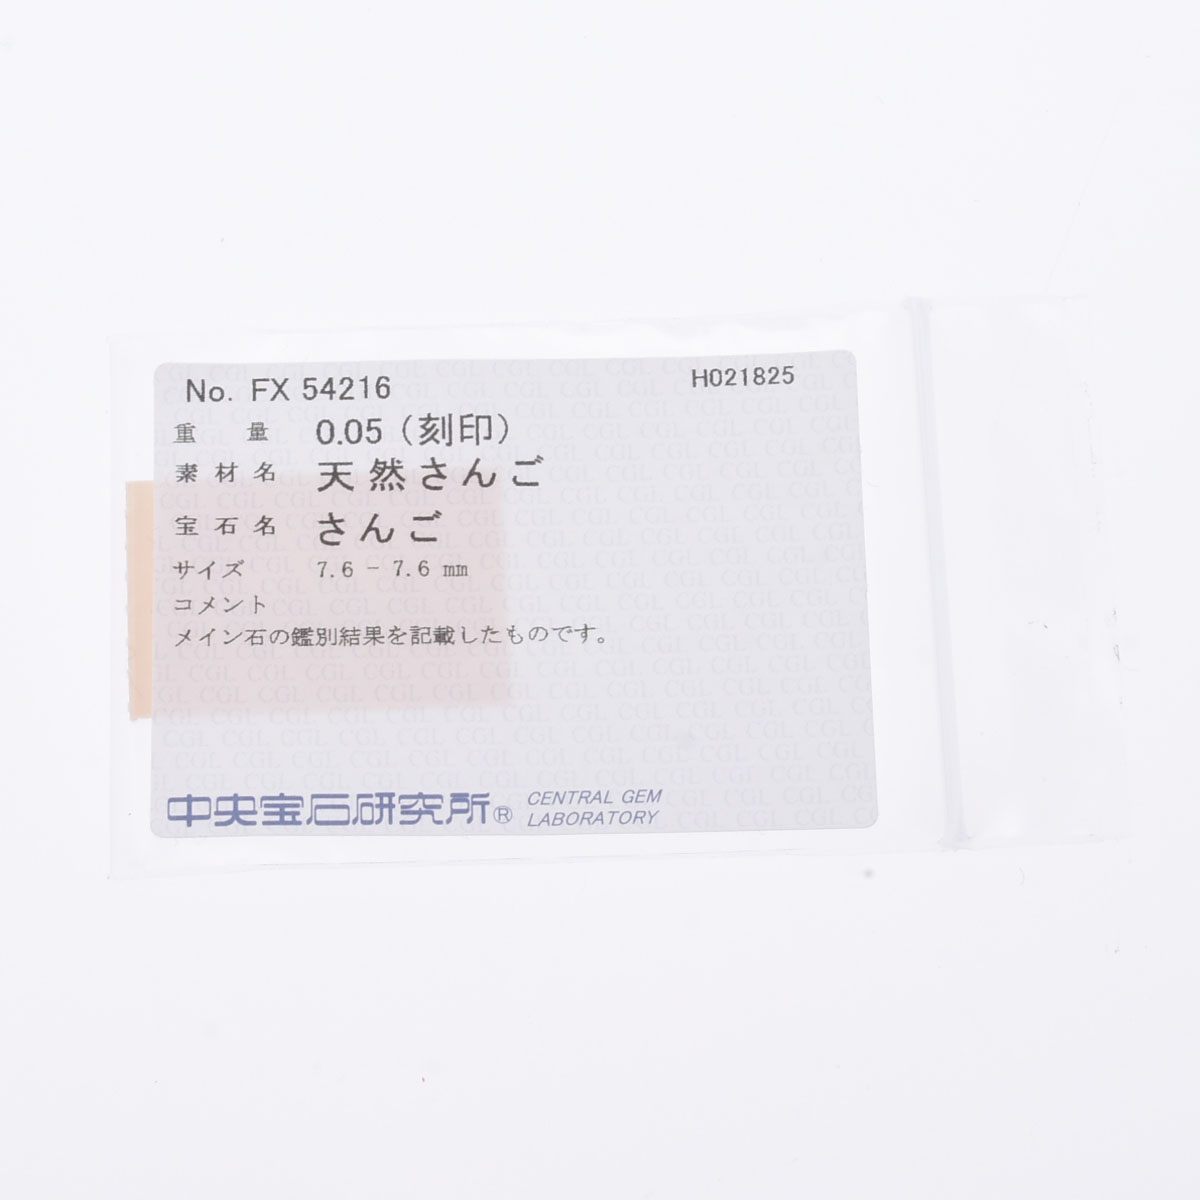 No. FX 54216 H021825
重量 0.05(刻印)
素材名 天然さんご
宝石名 さんご
サイズ 7.6 - 7.6 mm
コメント
メイン石の鑑別結果を記載したものです。
中央宝石研究所® CENTRAL GEM
LABORATORY